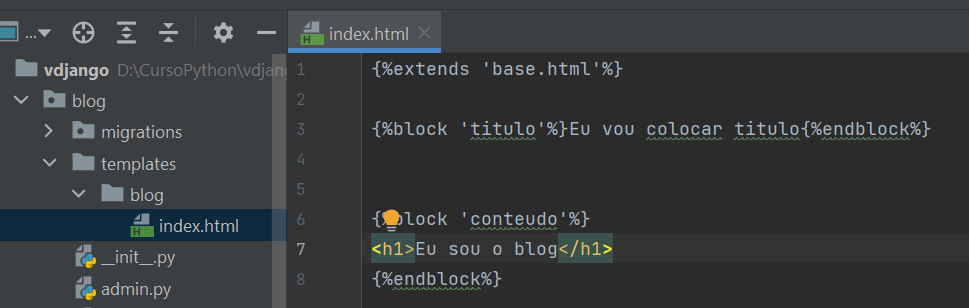 ...
index.html
vdjango D:\CursoPython\vdjang
blog
migrations
templates
blog
index.html
__init__.py
admin.py
1 {%extends 'base.html'%}
2
3 {%block 'titulo'%}Eu vou colocar titulo{%endblock%}
4
5
6 {%block 'conteudo'%}
7 <h1>Eu sou o blog</h1>
8 {%endblock%}